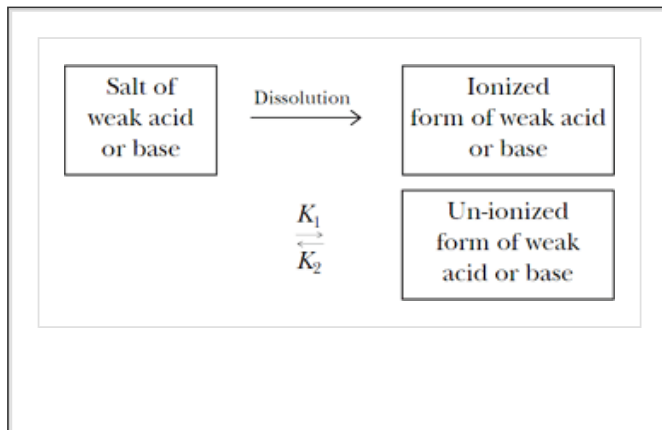 Salt of
weak acid
or base
Dissolution
Ionized
form of weak acid
or base
K₁
K₂
Un-ionized
form of weak
acid or base